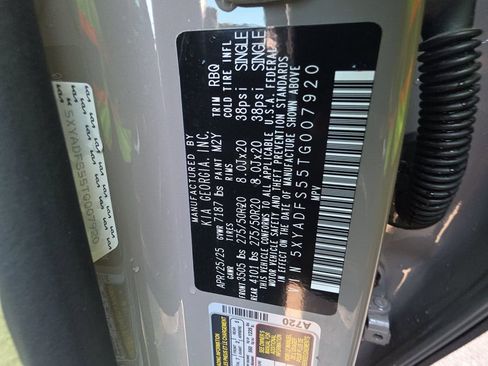 MANUFACTURED BY
KIA GEORGIA, INC.
APR/25/25 GVWR 7187 lbs PAINT M2Y TRIM RBQ
GAWR TIRES RIMS COLD TIRE INFL
FRONT 3505 lbs 275/50R20 8.0Jx20 38psi SINGLE
REAR 4101 lbs 275/50R20 8.0Jx20 38psi SINGLE
THIS VEHICLE CONFORMS TO ALL APPLICABLE U.S.A. FEDERAL
MOTOR VEHICLE SAFETY AND THEFT PREVENTION
STANDARDS IN EFFECT ON THE DATE OF
MANUFACTURE SHOWN ABOVE
V I N 5XYADFS55TG007920
MPV
5XYADFS55TG007920
A720